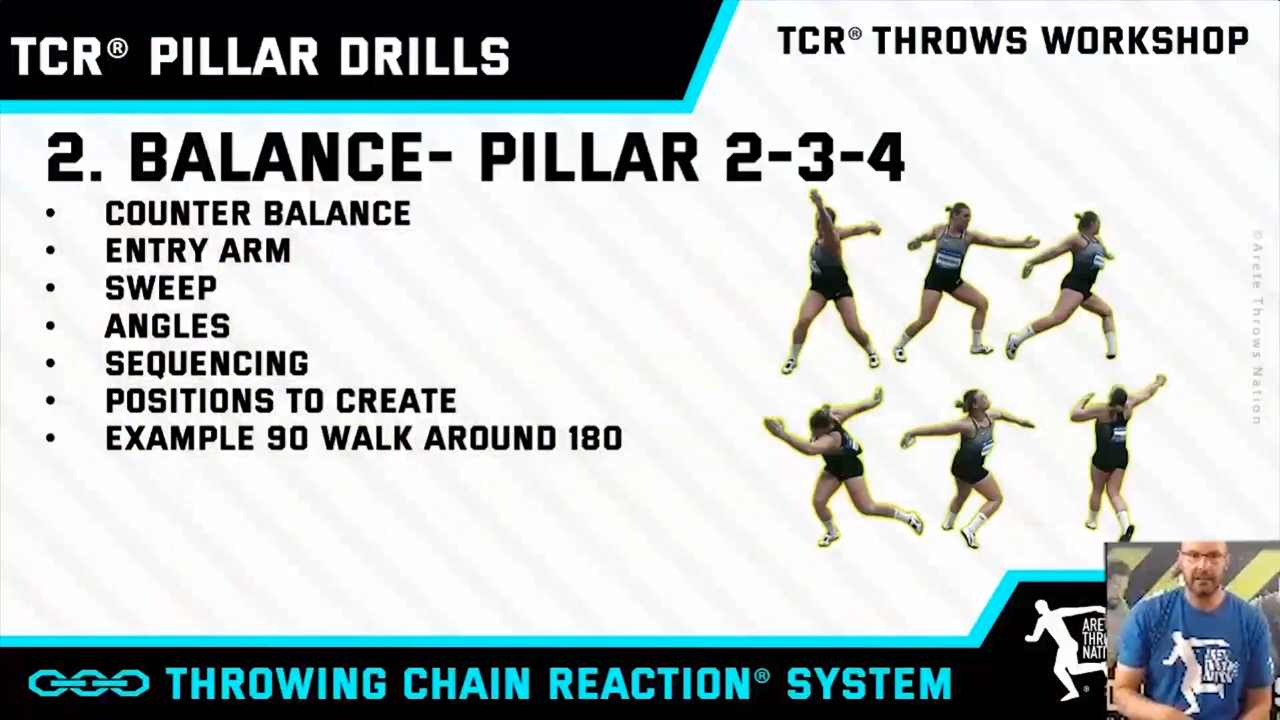 TCR® PILLAR DRILLS
TCR® THROWS WORKSHOP
2. BALANCE- PILLAR 2-3-4
• COUNTER BALANCE
• ENTRY ARM
• SWEEP
• ANGLES
• SEQUENCING
• POSITIONS TO CREATE
• EXAMPLE 90 WALK AROUND 180
© Arete Throws Nation
THROWING CHAIN REACTION® SYSTEM